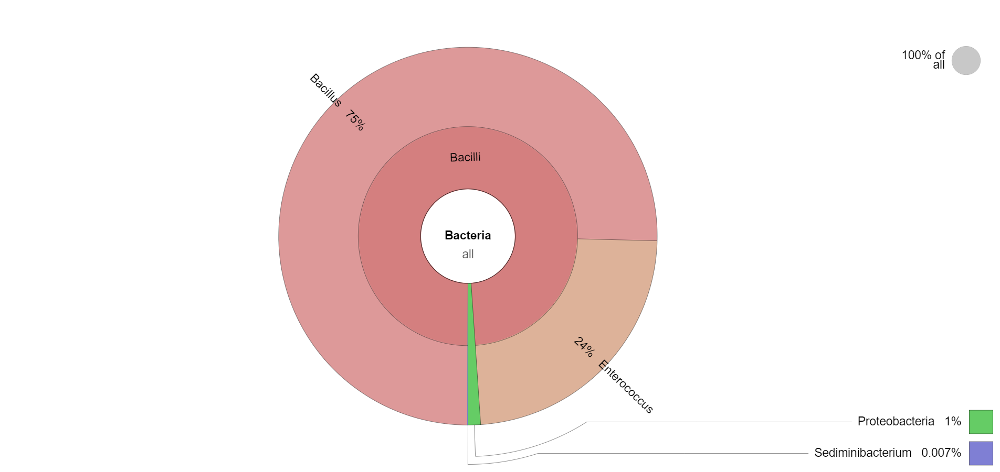 100% of
all
Bacillus 75%
Bacilli
Bacteria
all
24% Enterococcus
Proteobacteria 1%
Sediminibacterium 0.007%